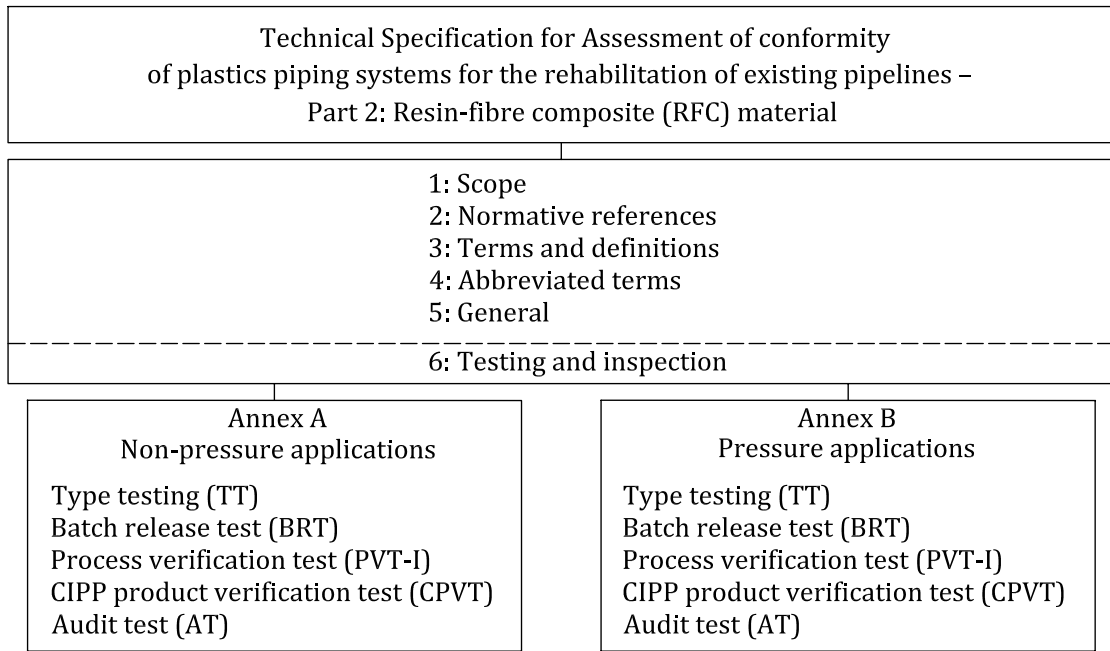 Technical Specification for Assessment of conformity
of plastics piping systems for the rehabilitation of existing pipelines –
Part 2: Resin-fibre composite (RFC) material
1: Scope
2: Normative references
3: Terms and definitions
4: Abbreviated terms
5: General
6: Testing and inspection
Annex A
Non-pressure applications
Type testing (TT)
Batch release test (BRT)
Process verification test (PVT-I)
CIPP product verification test (CPVT)
Audit test (AT)
Annex B
Pressure applications
Type testing (TT)
Batch release test (BRT)
Process verification test (PVT-I)
CIPP product verification test (CPVT)
Audit test (AT)